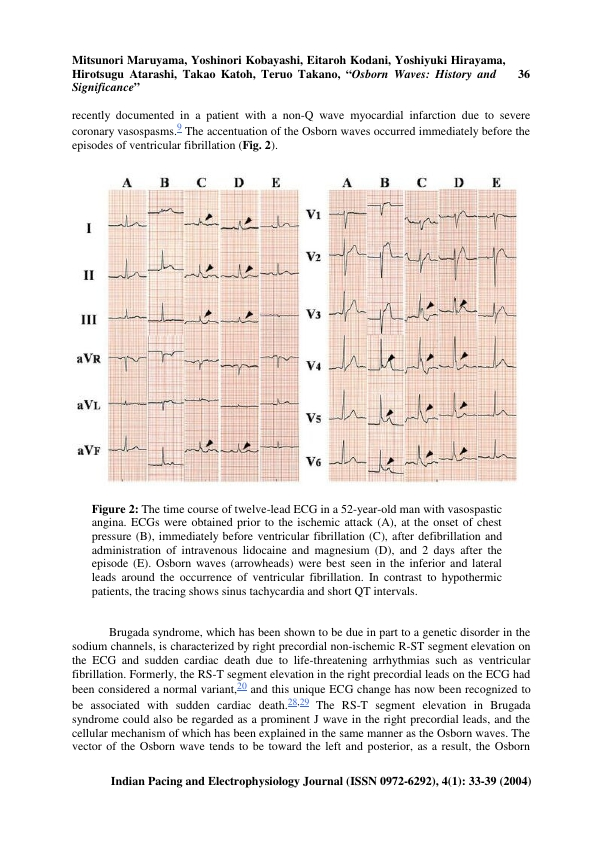 Mitsunori Maruyama, Yoshinori Kobayashi, Eitaroh Kodani, Yoshiyuki Hirayama,
Hirotsugu Atarashi, Takao Katoh, Teruo Takano, “Osborn Waves: History and 36
Significance”
recently documented in a patient with a non-Q wave myocardial infarction due to severe
coronary vasospasms.9 The accentuation of the Osborn waves occurred immediately before the
episodes of ventricular fibrillation (Fig. 2).
A B C D E A B C D E
I V1
II V2
III V3
aVR V4
aVL V5
aVF V6
Figure 2: The time course of twelve-lead ECG in a 52-year-old man with vasospastic
angina. ECGs were obtained prior to the ischemic attack (A), at the onset of chest
pressure (B), immediately before ventricular fibrillation (C), after defibrillation and
administration of intravenous lidocaine and magnesium (D), and 2 days after the
episode (E). Osborn waves (arrowheads) were best seen in the inferior and lateral
leads around the occurrence of ventricular fibrillation. In contrast to hypothermic
patients, the tracing shows sinus tachycardia and short QT intervals.
Brugada syndrome, which has been shown to be due in part to a genetic disorder in the
sodium channels, is characterized by right precordial non-ischemic R-ST segment elevation on
the ECG and sudden cardiac death due to life-threatening arrhythmias such as ventricular
fibrillation. Formerly, the RS-T segment elevation in the right precordial leads on the ECG had
been considered a normal variant,20 and this unique ECG change has now been recognized to
be associated with sudden cardiac death.28,29 The RS-T segment elevation in Brugada
syndrome could also be regarded as a prominent J wave in the right precordial leads, and the
cellular mechanism of which has been explained in the same manner as the Osborn waves. The
vector of the Osborn wave tends to be toward the left and posterior, as a result, the Osborn
Indian Pacing and Electrophysiology Journal (ISSN 0972-6292), 4(1): 33-39 (2004)